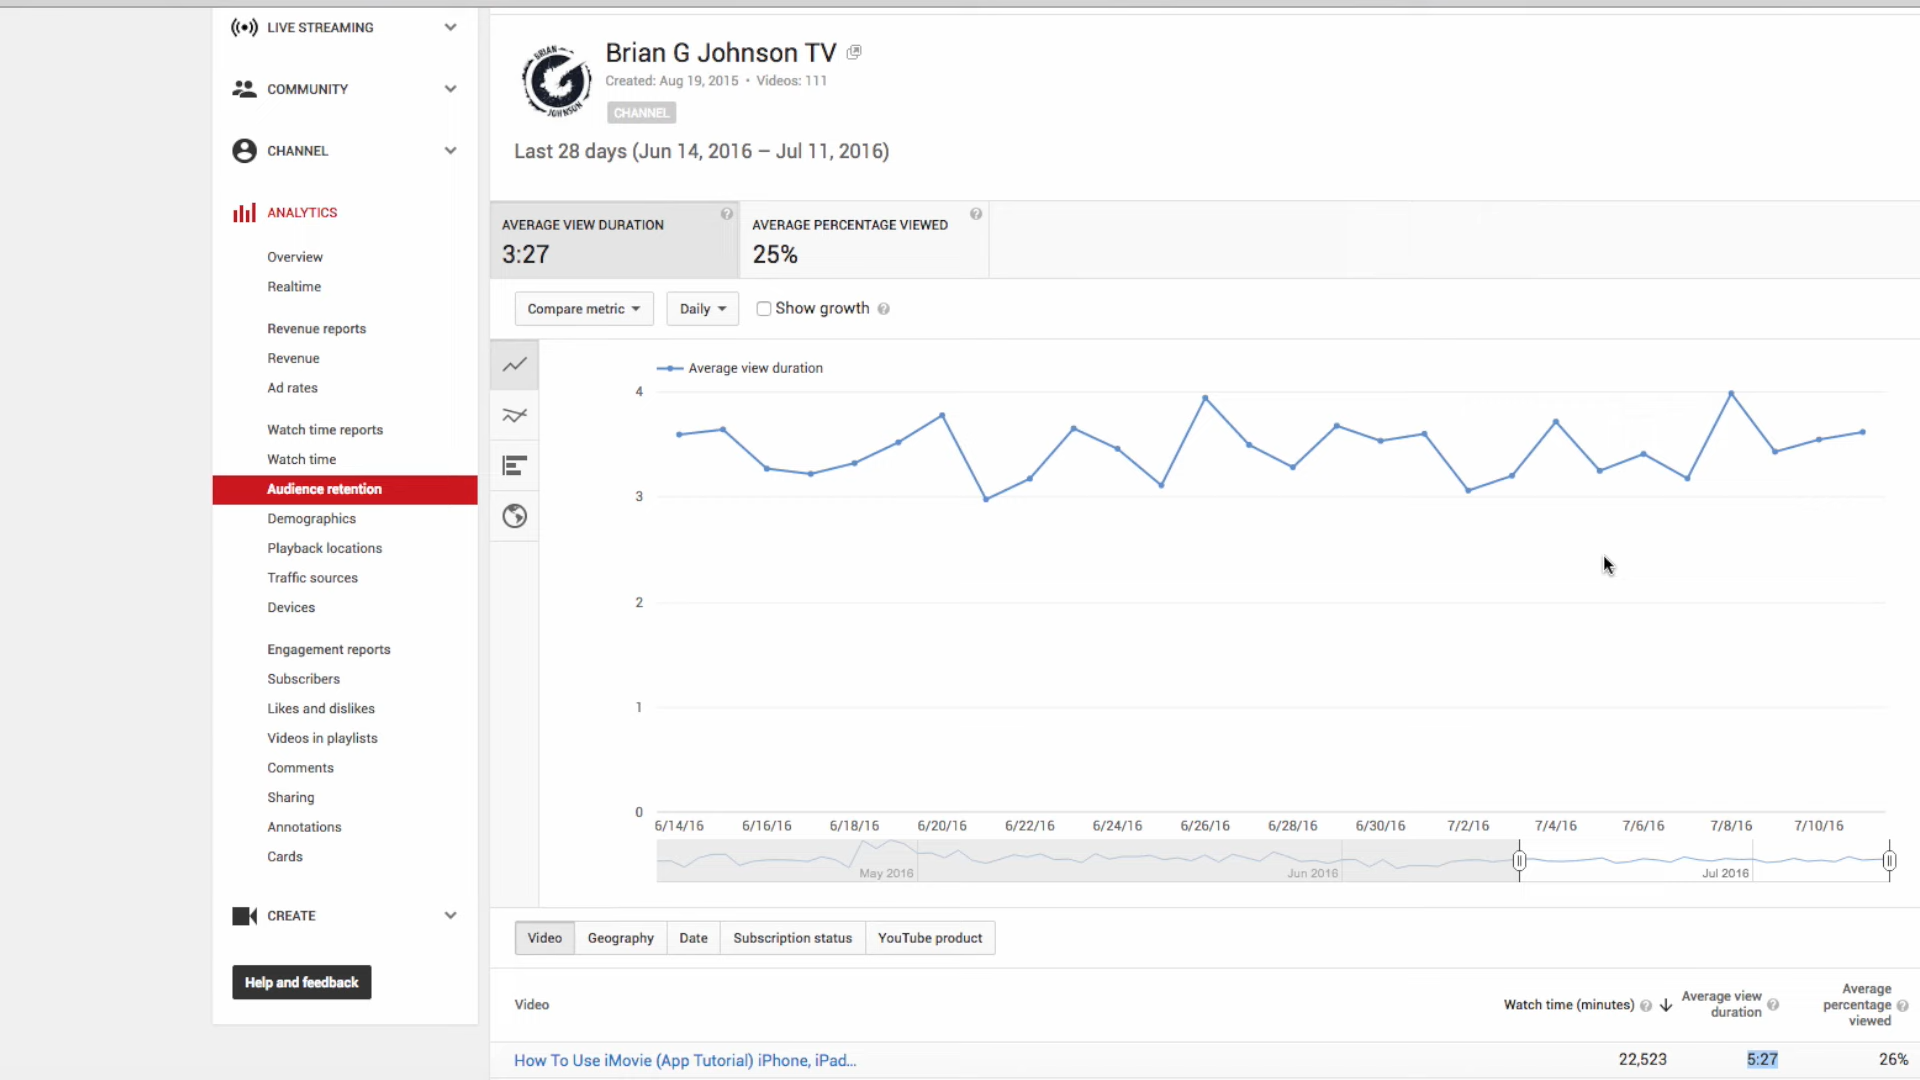 LIVE STREAMING
COMMUNITY
CHANNEL
ANALYTICS
Overview
Realtime
Revenue reports
Revenue
Ad rates
Watch time reports
Watch time
Audience retention
Demographics
Playback locations
Traffic sources
Devices
Engagement reports
Subscribers
Likes and dislikes
Videos in playlists
Comments
Sharing
Annotations
Cards
CREATE
Help and feedback
BRIAN
JOHNSON
Brian G Johnson TV
Created: Aug 19, 2015 • Videos: 111
CHANNEL
Last 28 days (Jun 14, 2016 – Jul 11, 2016)
AVERAGE VIEW DURATION ?
3:27
AVERAGE PERCENTAGE VIEWED ?
25%
Compare metric Daily Show growth ?
Average view duration
4
3
2
1
0
6/14/16 6/16/16 6/18/16 6/20/16 6/22/16 6/24/16 6/26/16 6/28/16 6/30/16 7/2/16 7/4/16 7/6/16 7/8/16 7/10/16
May 2016 Jun 2016 Jul 2016
Video Geography Date Subscription status YouTube product
Video Watch time (minutes) ? Average view duration ? Average percentage viewed ?
How To Use iMovie (App Tutorial) iPhone, iPad... 22,523 5:27 26%